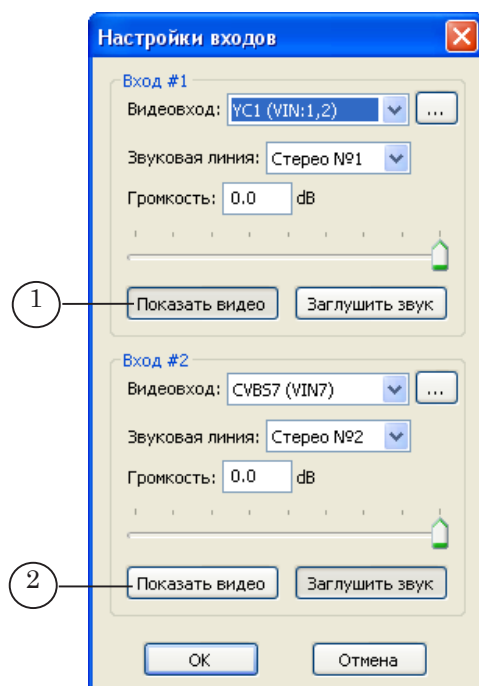 Настройки входов
Вход #1
Видеовход: YC1 (VIN:1,2) ...
Звуковая линия: Стерео №1
Громкость: 0.0 dB
1 Показать видео Заглушить звук
Вход #2
Видеовход: CVBS7 (VIN7) ...
Звуковая линия: Стерео №2
Громкость: 0.0 dB
2 Показать видео Заглушить звук
OK Отмена